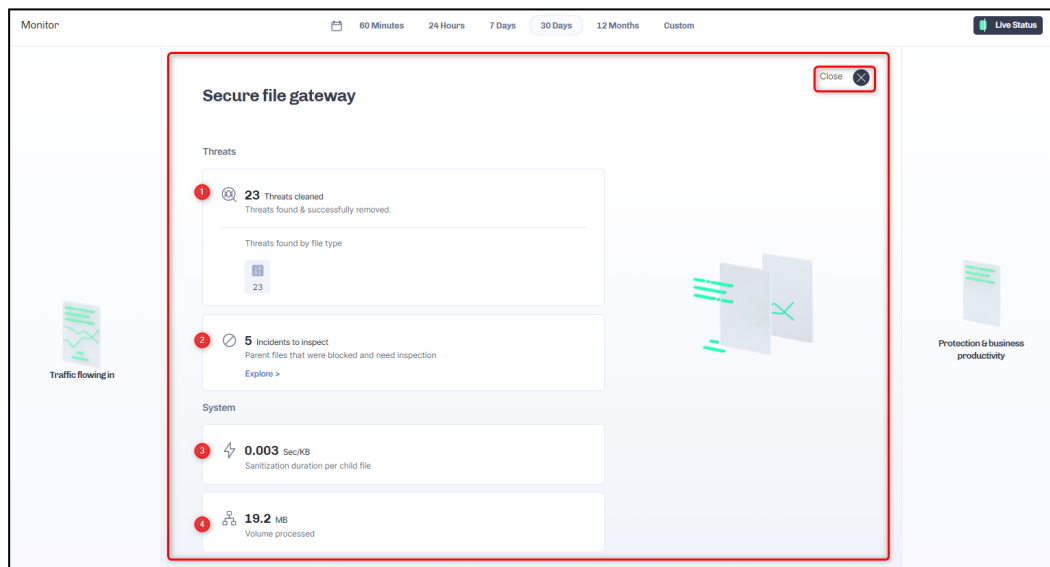 Monitor
60 Minutes
24 Hours
7 Days
30 Days
12 Months
Custom
Live Status
Close
Secure file gateway
Threats
1
23 Threats cleaned
Threats found & successfully removed.
Threats found by file type
23
2
5 Incidents to inspect
Parent files that were blocked and need inspection
Explore >
System
3
0.003 Sec/KB
Sanitization duration per child file
4
19.2 MB
Volume processed
Traffic flowing in
Protection & business
productivity